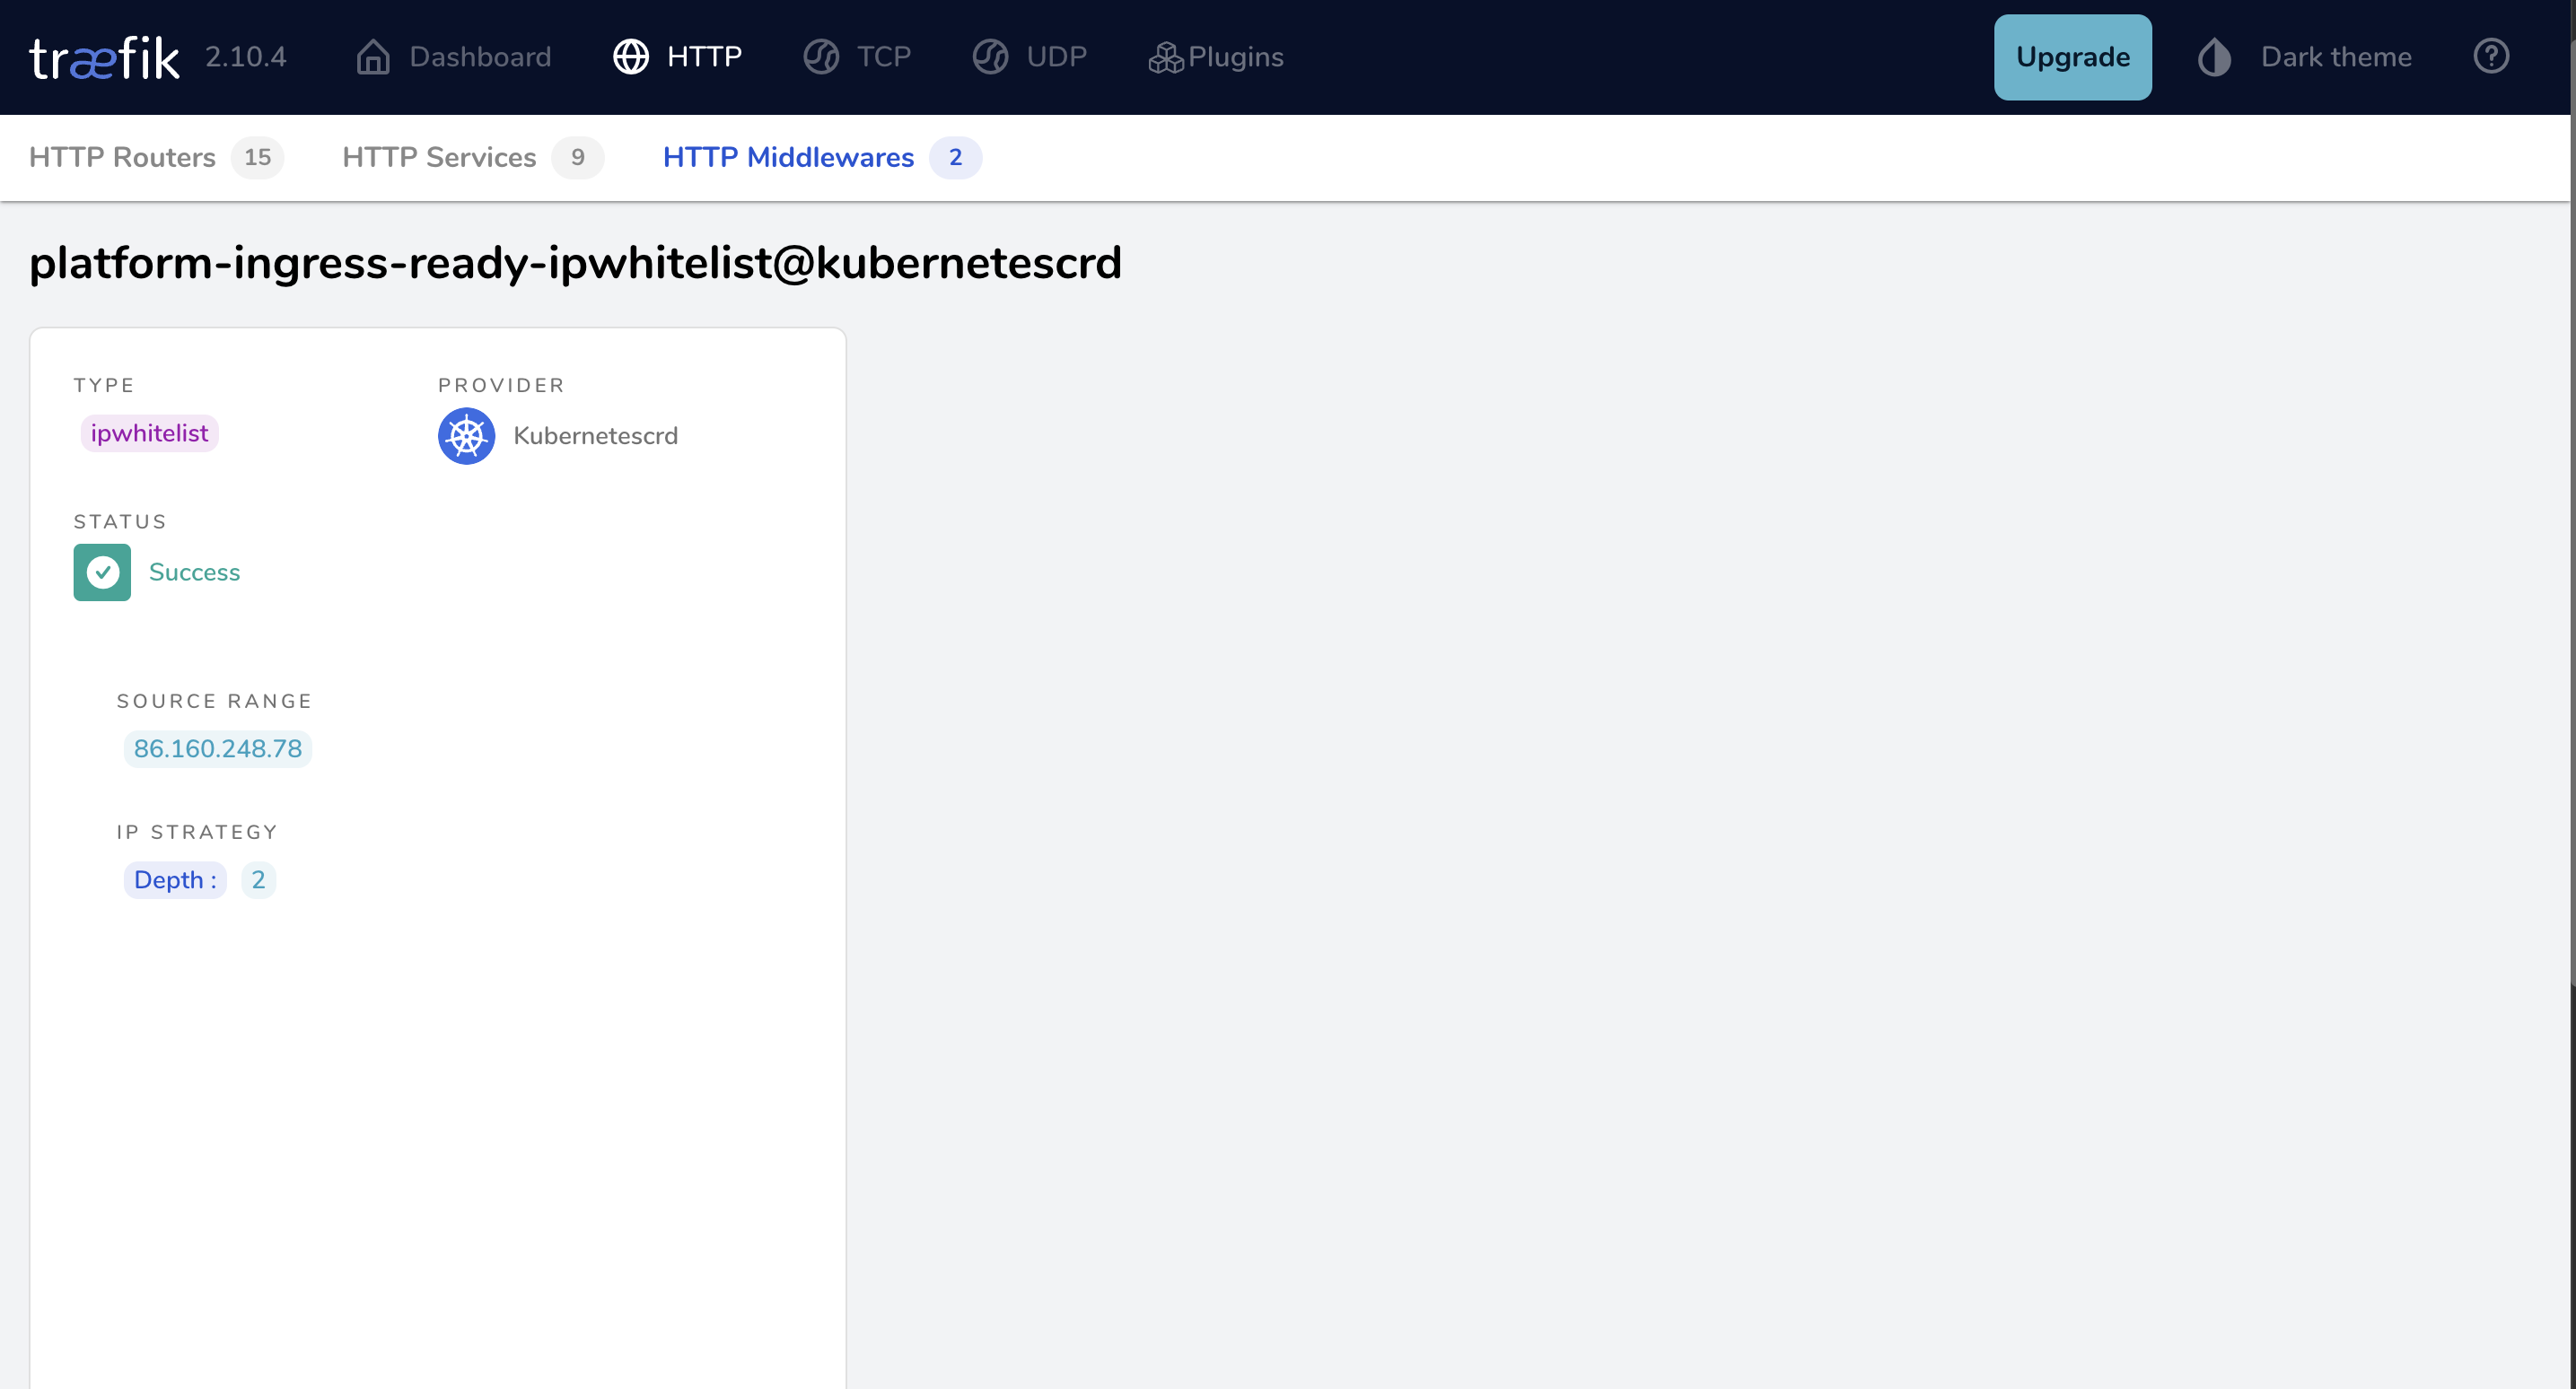 træfik 2.10.4 Dashboard HTTP TCP UDP Plugins Upgrade Dark theme
HTTP Routers 15 HTTP Services 9 HTTP Middlewares 2
platform-ingress-ready-ipwhitelist@kubernetescrd
TYPE PROVIDER
ipwhitelist Kubernetescrd
STATUS
Success
SOURCE RANGE
86.160.248.78
IP STRATEGY
Depth : 2